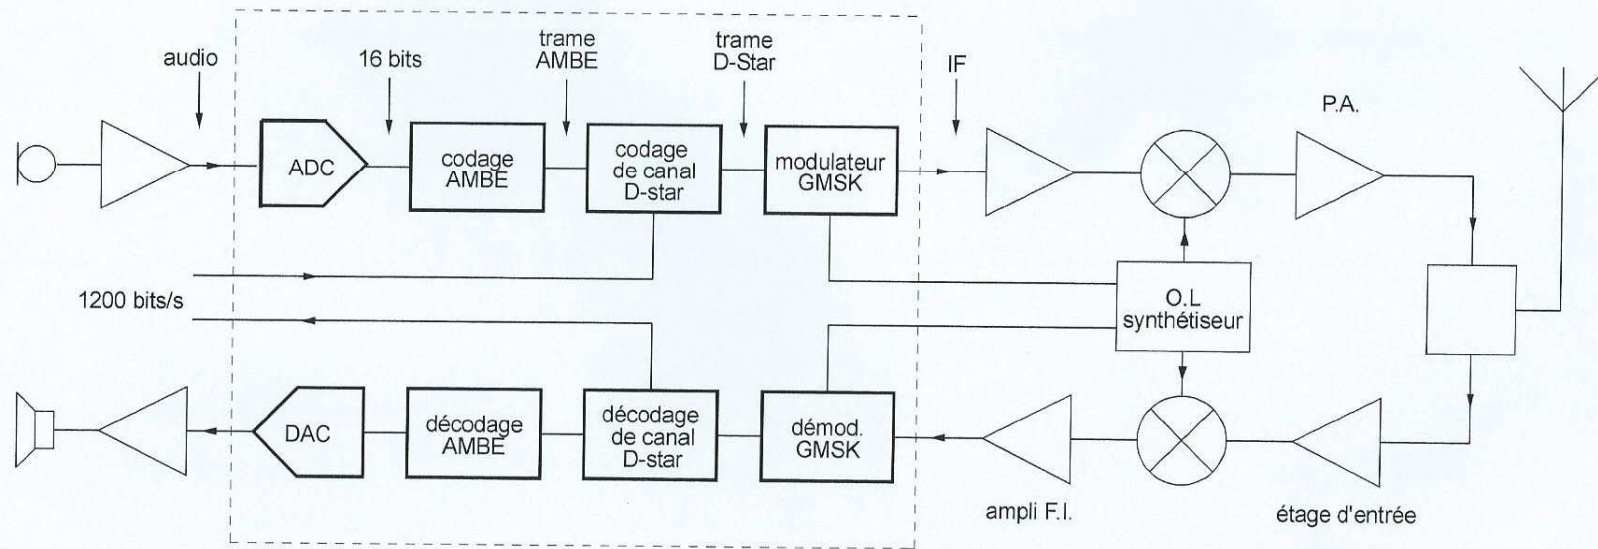 audio
16 bits
trame
AMBE
trame
D-Star
IF
P.A.
ADC
codage
AMBE
codage
de canal
D-star
modulateur
GMSK
1200 bits/s
O.L
synthétiseur
DAC
décodage
AMBE
décodage
de canal
D-star
démod.
GMSK
ampli F.I.
étage d'entrée